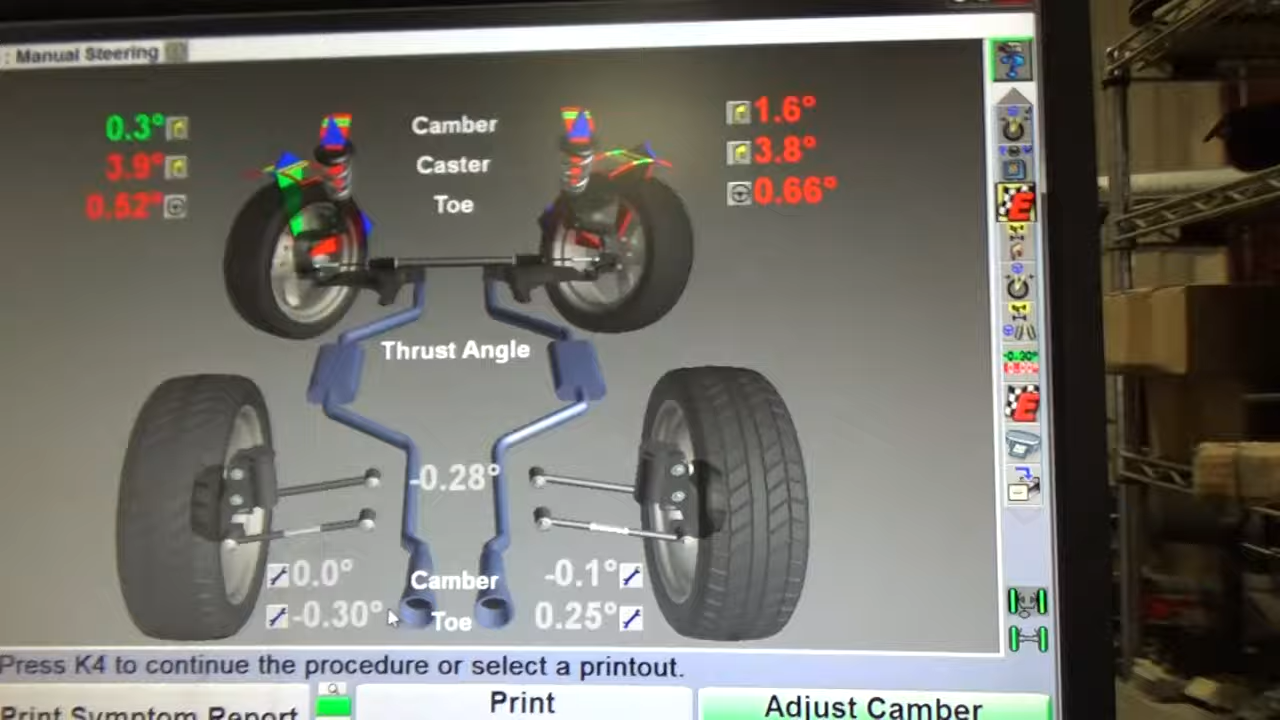 : Manual Steering
0.3° Camber 1.6°
3.9° Caster 3.8°
0.52° Toe 0.66°
E
Thrust Angle
-0.28°
E
0.0° Camber -0.1°
-0.30° Toe 0.25°
Press K4 to continue the procedure or select a printout.
Print Symptom Report
Print
Adjust Camber